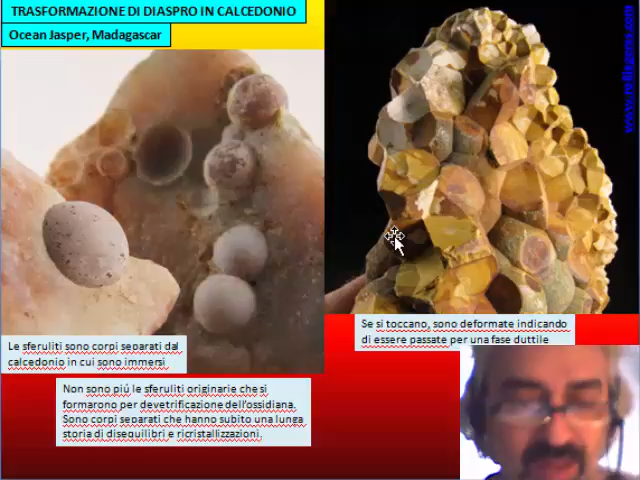 TRASFORMAZIONE DI DIASPRO IN CALCEDONIO
Ocean Jasper, Madagascar
Le sferuliti sono corpi separati dal
calcedonio in cui sono immersi
Se si toccano, sono deformate indicando
di essere passate per una fase duttile
Non sono piú le sferuliti originarie che si
formarono per devetrificazione dell'ossidiana.
Sono corpi separati che hanno subito una lunga
storia di disequilibri e ricristallizzazioni.